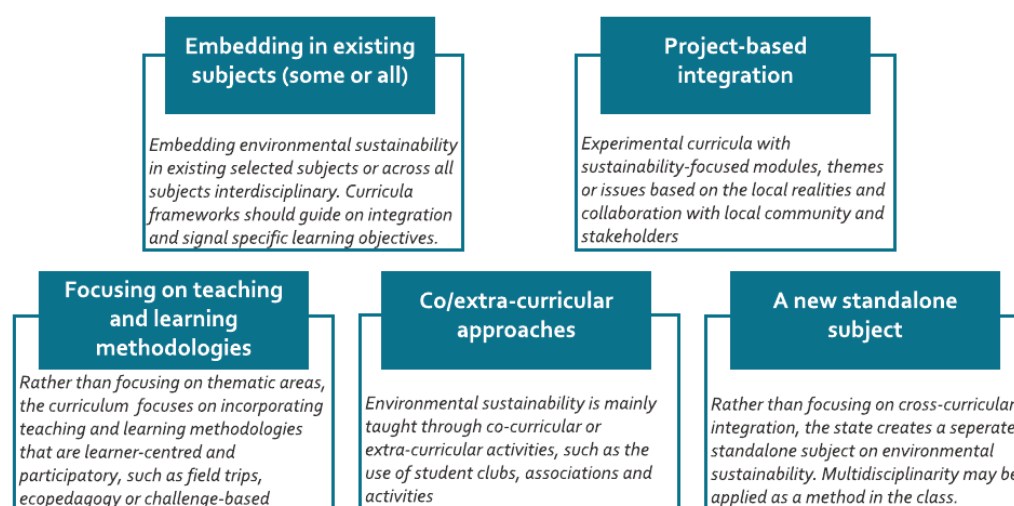 Embedding in existing
subjects (some or all)
Embedding environmental sustainability
in existing selected subjects or across all
subjects interdisciplinary. Curricula
frameworks should guide on integration
and signal specific learning objectives.
Project-based
integration
Experimental curricula with
sustainability-focused modules, themes
or issues based on the local realities and
collaboration with local community and
stakeholders
Focusing on teaching
and learning
methodologies
Rather than focusing on thematic areas,
the curriculum focuses on incorporating
teaching and learning methodologies
that are learner-centred and
participatory, such as field trips,
ecopedagogy or challenge-based
Co/extra-curricular
approaches
Environmental sustainability is mainly
taught through co-curricular or
extra-curricular activities, such as the
use of student clubs, associations and
activities
A new standalone
subject
Rather than focusing on cross-curricular
integration, the state creates a seperate
standalone subject on environmental
sustainability. Multidisciplinarity may be
applied as a method in the class.